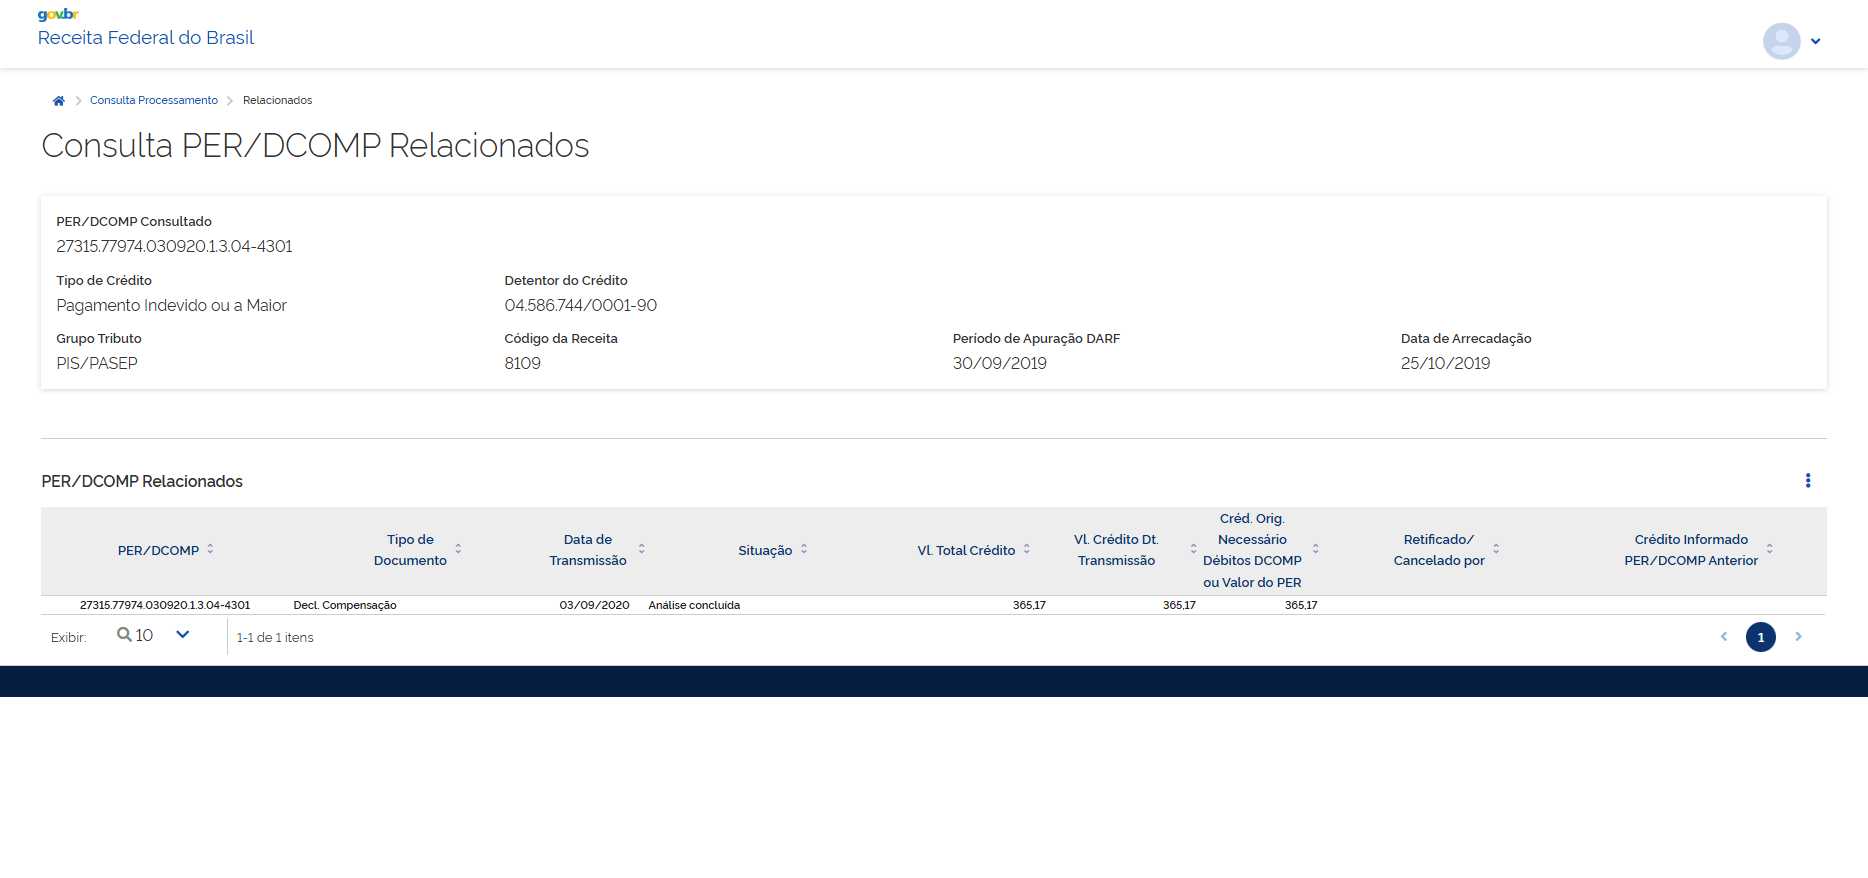 gov.br
Receita Federal do Brasil
Consulta Processamento
Relacionados
Consulta PER/DCOMP Relacionados
PER/DCOMP Consultado
27315.77974.030920.1.3.04-4301
Tipo de Crédito
Detentor do Crédito
Pagamento Indevido ou a Maior
04.586.744/0001-90
Grupo Tributo
Código da Receita
Período de Apuração DARF
Data de Arrecadação
PIS/PASEP
8109
30/09/2019
25/10/2019
PER/DCOMP Relacionados
PER/DCOMP
Tipo de
Documento
Data de
Transmissão
Situação
Vl. Total Crédito
Vl. Crédito Dt.
Transmissão
Créd. Orig.
Necessário
Débitos DCOMP
ou Valor do PER
Retificado/
Cancelado por
Crédito Informado
PER/DCOMP Anterior
27315.77974.030920.1.3.04-4301 Decl. Compensação 03/09/2020 Análise concluída 365,17 365,17 365,17
Exibir: 10 1-1 de 1 itens 1